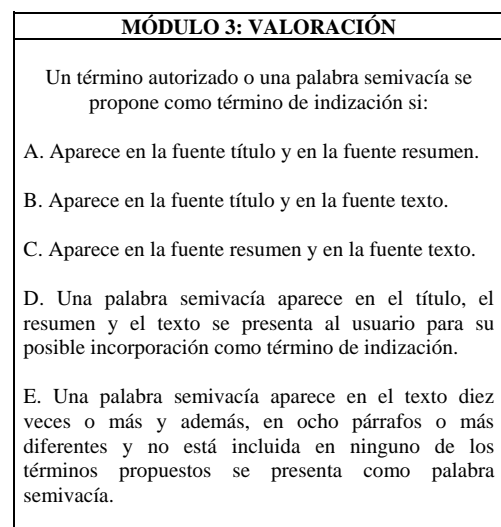 MÓDULO 3: VALORACIÓN
Un término autorizado o una palabra semivacía se
propone como término de indización si:
A. Aparece en la fuente título y en la fuente resumen.
B. Aparece en la fuente título y en la fuente texto.
C. Aparece en la fuente resumen y en la fuente texto.
D. Una palabra semivacía aparece en el título, el
resumen y el texto se presenta al usuario para su
posible incorporación como término de indización.
E. Una palabra semivacía aparece en el texto diez
veces o más y además, en ocho párrafos o más
diferentes y no está incluida en ninguno de los
términos propuestos se presenta como palabra
semivacía.